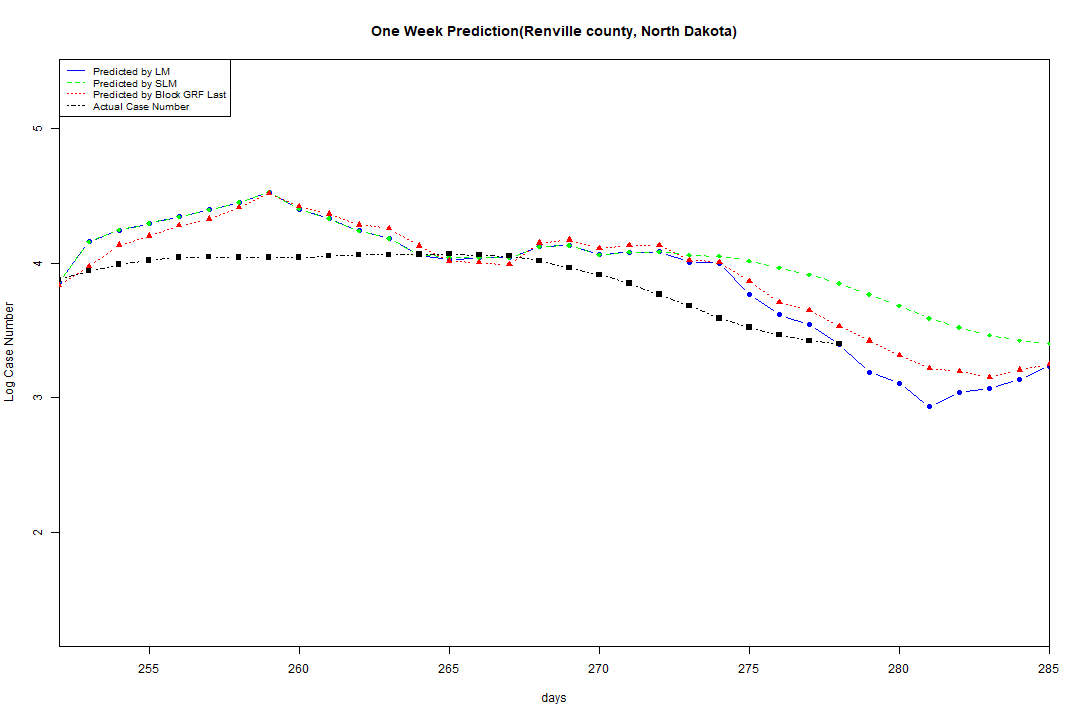 One Week Prediction(Renville county, North Dakota)
Predicted by LM
Predicted by SLM
Predicted by Block GRF Last
Actual Case Number
5
4
3
2
Log Case Number
255 260 265 270 275 280 285
days